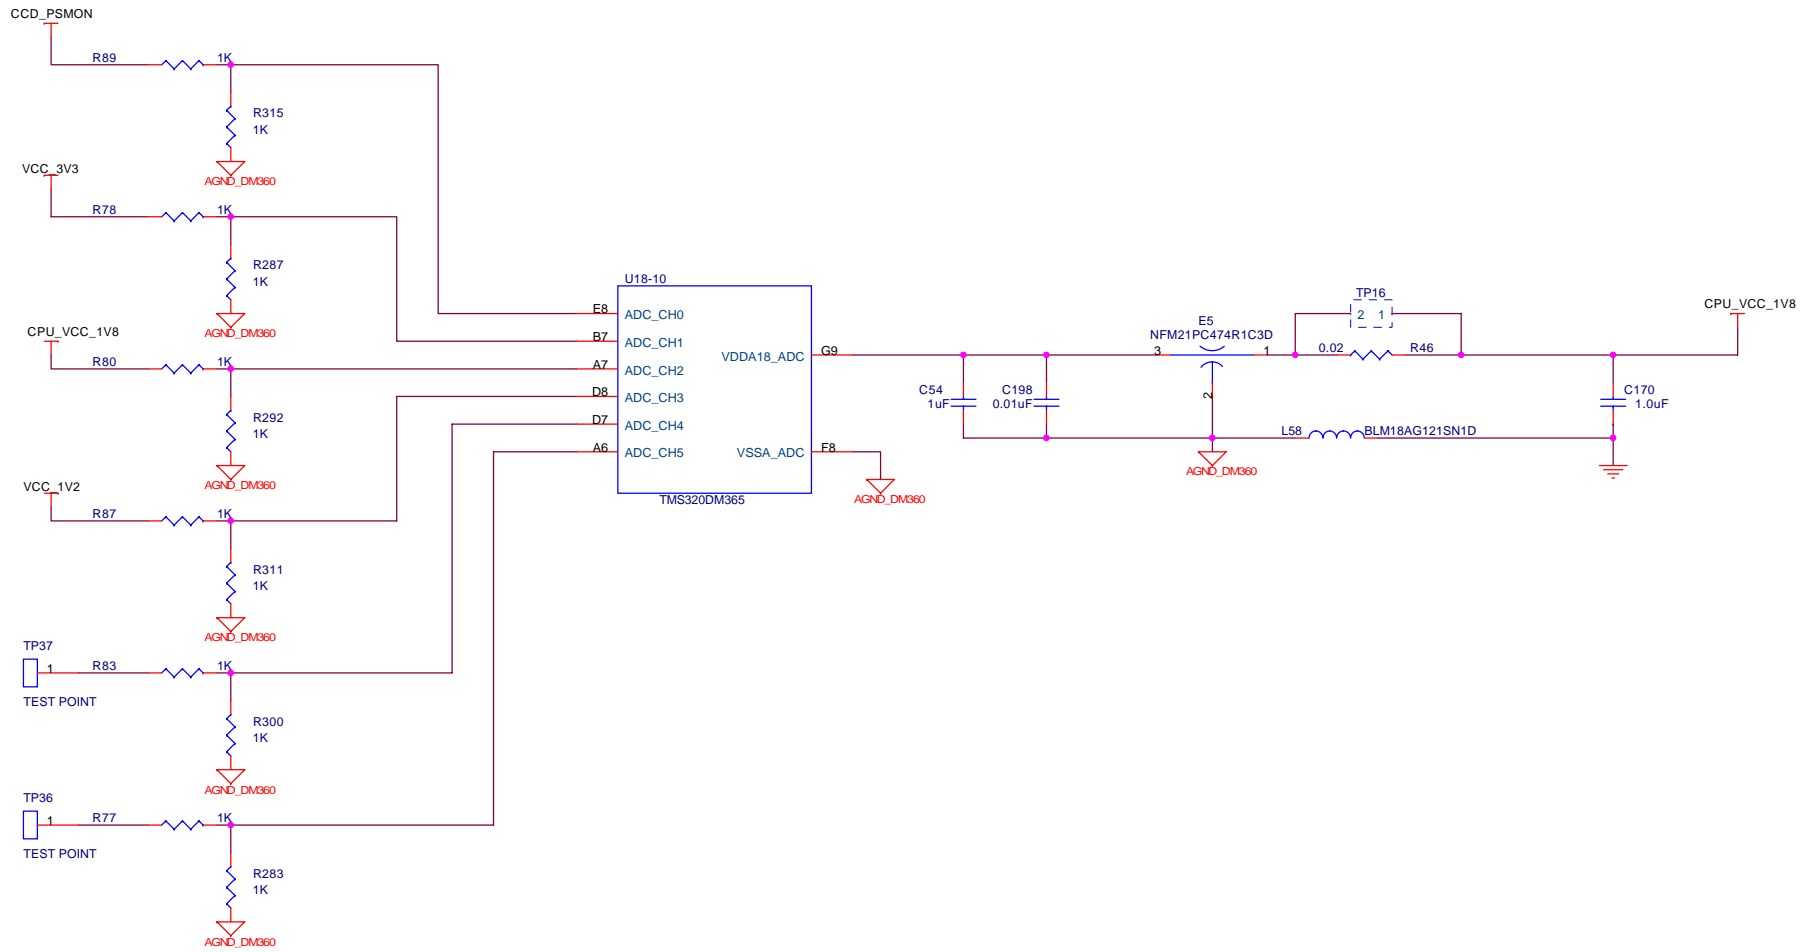 CCD_PSMON
R89 1K
R315
1K
AGND_DM360
VCC_3V3
R78 1K
R287
1K
AGND_DM360
CPU_VCC_1V8
R80 1K
R292
1K
AGND_DM360
VCC_1V2
R87 1K
R311
1K
AGND_DM360
TP37
1 R83 1K
TEST POINT
R300
1K
AGND_DM360
TP36
1 R77 1K
TEST POINT
R283
1K
AGND_DM360
U18-10
E8 ADC_CH0
B7 ADC_CH1
A7 ADC_CH2
D8 ADC_CH3
D7 ADC_CH4
A6 ADC_CH5
VDDA18_ADC G9
VSSA_ADC F8
TMS320DM365
AGND_DM360
C54
1uF
C198
0.01uF
E5
NFM21PC474R1C3D
3 1
2
AGND_DM360
TP16
2 1
0.02 R46
L58 BLM18AG121SN1D
C170
1.0uF
CPU_VCC_1V8